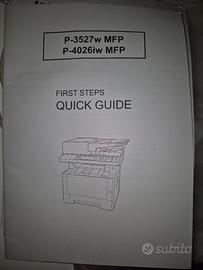 P-3527w MFP
P-4026iw MFP
FIRST STEPS
QUICK GUIDE
subito